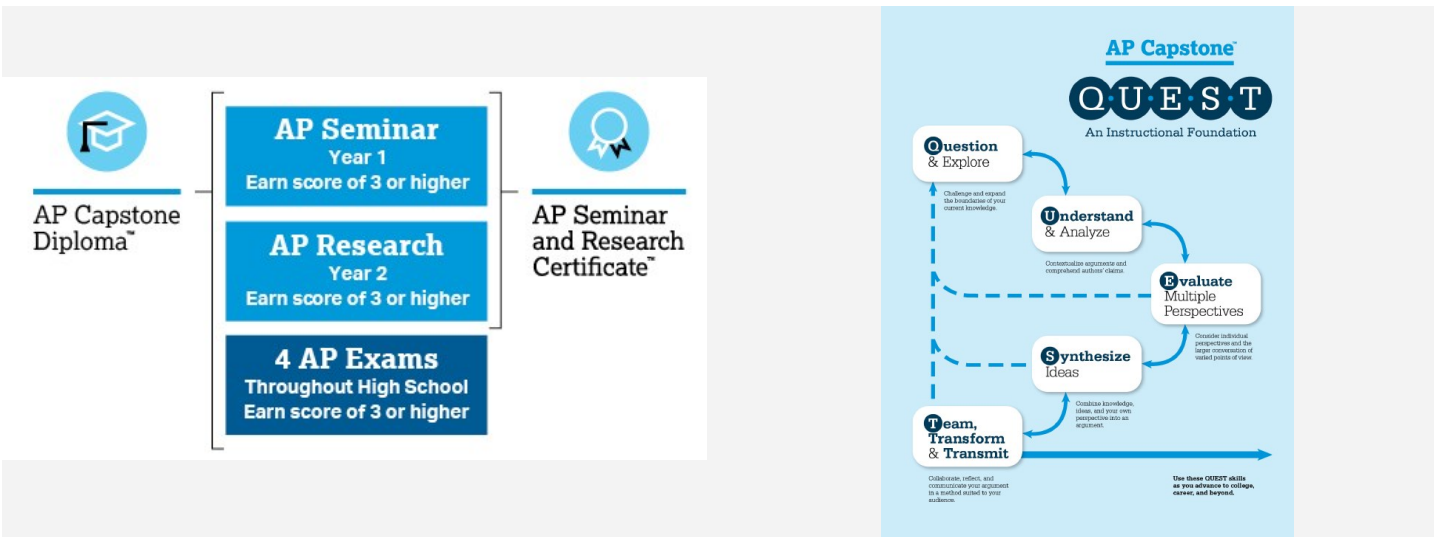 AP Capstone
Diploma™
AP Seminar
Year 1
Earn score of 3 or higher
AP Research
Year 2
Earn score of 3 or higher
4 AP Exams
Throughout High School
Earn score of 3 or higher
AP Seminar
and Research
Certificate™
AP Capstone™
Q·U·E·S·T
An Instructional Foundation
Question
& Explore
Challenge and expand
the boundaries of your
current knowledge.
Understand
& Analyze
Contextualize arguments and
comprehend authors' claims.
Evaluate
Multiple
Perspectives
Consider individual
perspectives and the
larger conversation of
varied points of view.
Synthesize
Ideas
Combine knowledge,
ideas, and your own
perspective into an
argument.
Team,
Transform
& Transmit
Collaborate, reflect, and
communicate your argument
in a method suited to your
audience.
Use these QUEST skills
as you advance to college,
career, and beyond.